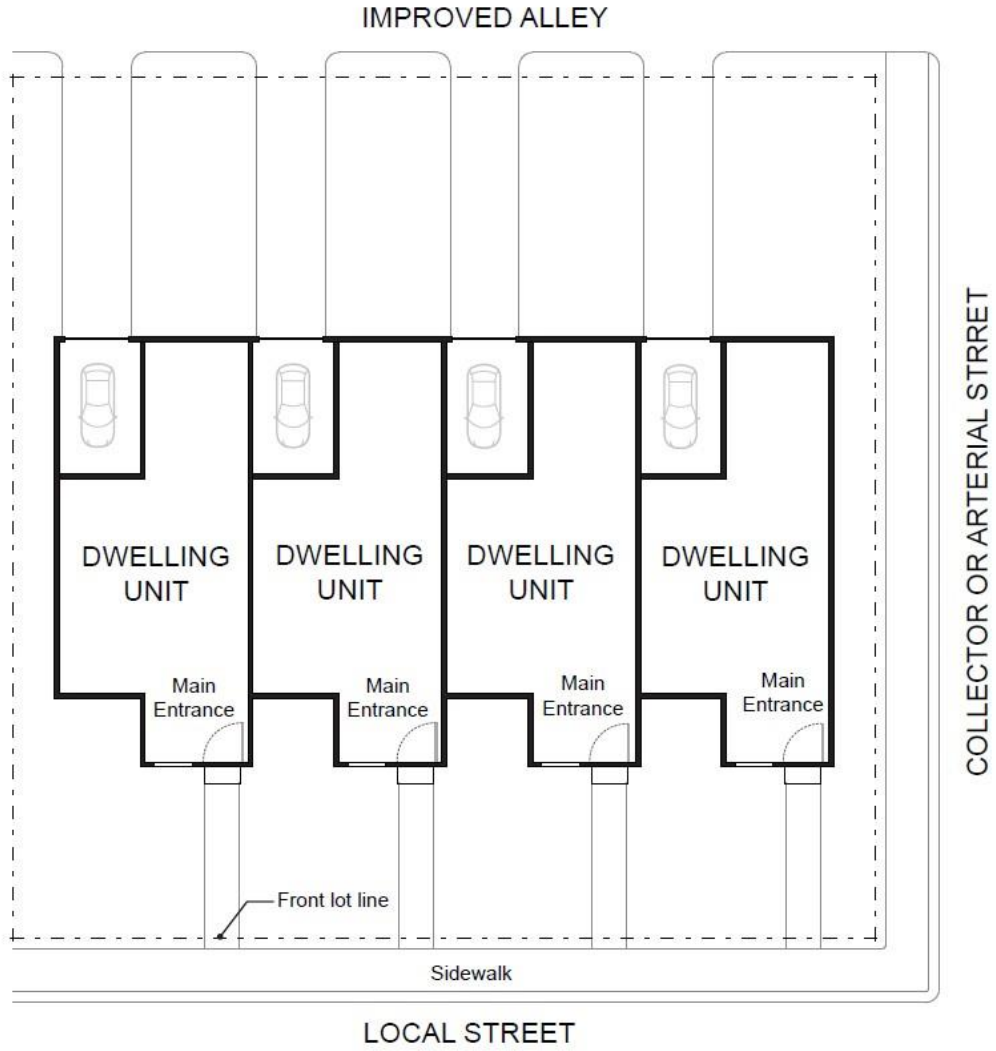 IMPROVED ALLEY
COLLECTOR OR ARTERIAL STRRET
DWELLING
UNIT
DWELLING
UNIT
DWELLING
UNIT
DWELLING
UNIT
Main
Entrance
Main
Entrance
Main
Entrance
Main
Entrance
Front lot line
Sidewalk
LOCAL STREET